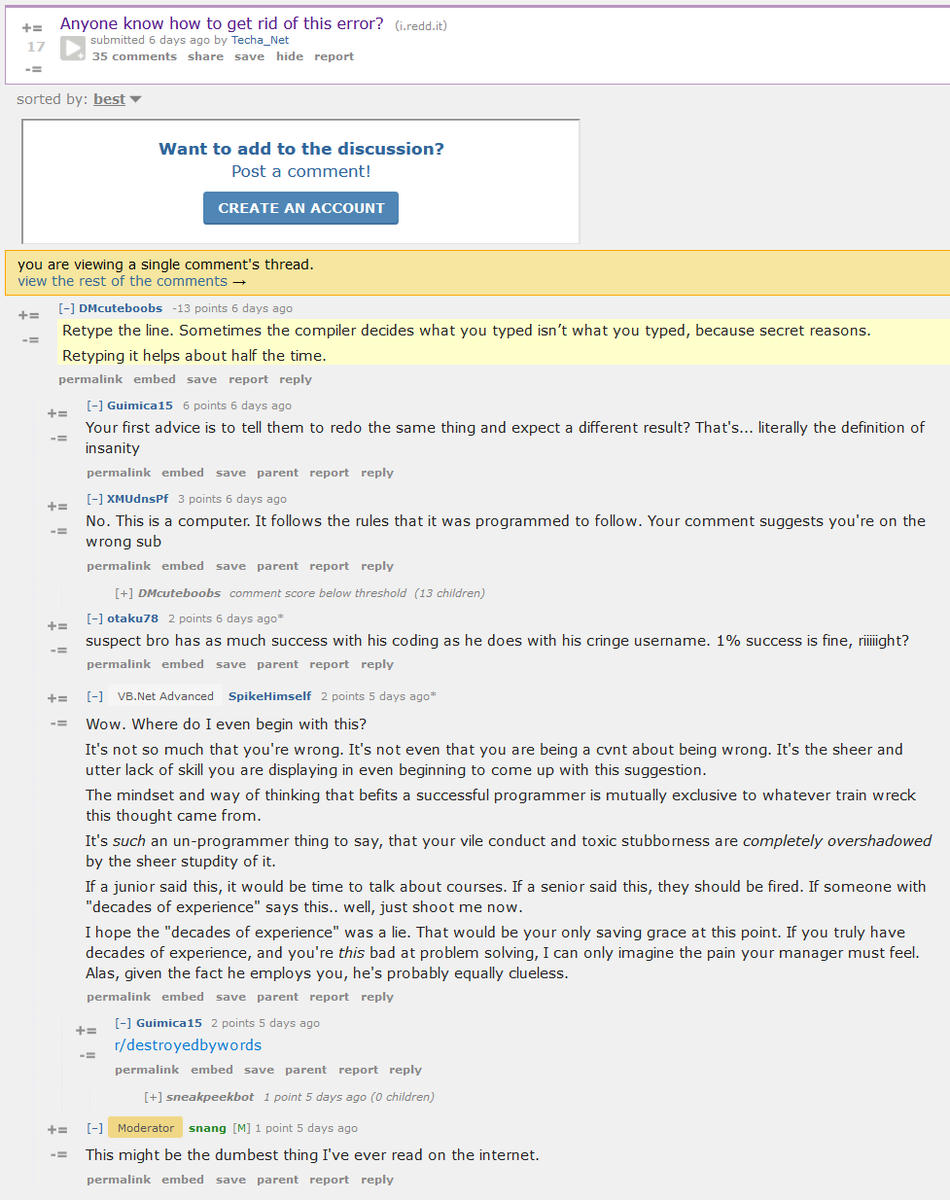 Anyone know how to get rid of this error? (i.redd.it)
17
submitted 6 days ago by Techa_Net
35 comments share save hide report
sorted by: best
Want to add to the discussion?
Post a comment!
CREATE AN ACCOUNT
you are viewing a single comment's thread.
view the rest of the comments →
[–] DMcuteboobs -13 points 6 days ago
Retype the line. Sometimes the compiler decides what you typed isn’t what you typed, because secret reasons.
Retyping it helps about half the time.
permalink embed save report reply
[–] Guimica15 6 points 6 days ago
Your first advice is to tell them to redo the same thing and expect a different result? That's... literally the definition of
insanity
permalink embed save parent report reply
[–] XMUdnsPf 3 points 6 days ago
No. This is a computer. It follows the rules that it was programmed to follow. Your comment suggests you're on the
wrong sub
permalink embed save parent report reply
[+] DMcuteboobs comment score below threshold (13 children)
[–] otaku78 2 points 6 days ago*
suspect bro has as much success with his coding as he does with his cringe username. 1% success is fine, riiiiight?
permalink embed save parent report reply
[–] VB.Net Advanced SpikeHimself 2 points 5 days ago*
Wow. Where do I even begin with this?
It's not so much that you're wrong. It's not even that you are being a cvnt about being wrong. It's the sheer and
utter lack of skill you are displaying in even beginning to come up with this suggestion.
The mindset and way of thinking that befits a successful programmer is mutually exclusive to whatever train wreck
this thought came from.
It's such an un-programmer thing to say, that your vile conduct and toxic stubborness are completely overshadowed
by the sheer stupdity of it.
If a junior said this, it would be time to talk about courses. If a senior said this, they should be fired. If someone with
"decades of experience" says this.. well, just shoot me now.
I hope the "decades of experience" was a lie. That would be your only saving grace at this point. If you truly have
decades of experience, and you're this bad at problem solving, I can only imagine the pain your manager must feel.
Alas, given the fact he employs you, he's probably equally clueless.
permalink embed save parent report reply
[–] Guimica15 2 points 5 days ago
r/destroyedbywords
permalink embed save parent report reply
[+] sneakpeekbot 1 point 5 days ago (0 children)
[–] Moderator snang [M] 1 point 5 days ago
This might be the dumbest thing I've ever read on the internet.
permalink embed save parent report reply